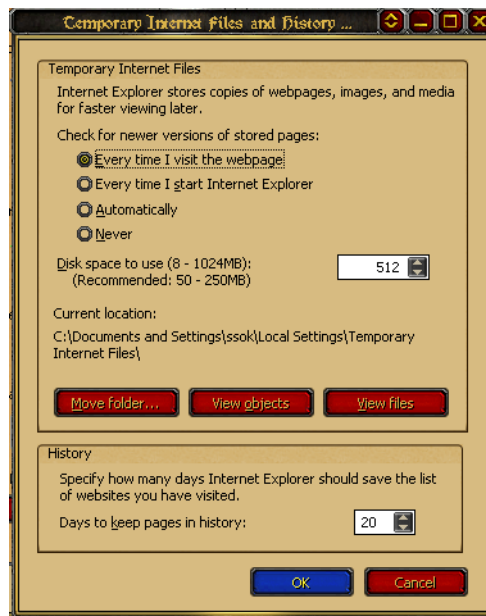 Temporary Internet Files and History ...
Temporary Internet Files
Internet Explorer stores copies of webpages, images, and media
for faster viewing later.
Check for newer versions of stored pages:
Every time I visit the webpage
Every time I start Internet Explorer
Automatically
Never
Disk space to use (8 - 1024MB): 512
(Recommended: 50 - 250MB)
Current location:
C:\Documents and Settings\ssok\Local Settings\Temporary
Internet Files\
Move folder... View objects View files
History
Specify how many days Internet Explorer should save the list
of websites you have visited.
Days to keep pages in history: 20
OK Cancel